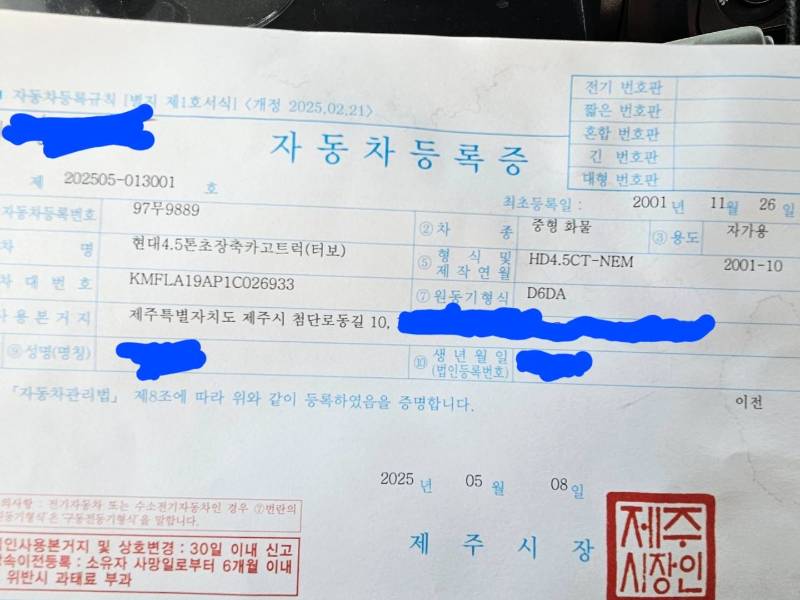 자동차등록규칙 [별지 제1호서식] 〈개정 2025.02.21〉
전기 번호판
짧은 번호판
혼합 번호판
긴 번호판
대형 번호판
자동차등록증
제 202505-013001 호
최초등록일 : 2001 년 11 월 26 일
자동차등록번호 97무9889 ② 차 종 중형 화물 ③ 용도 자가용
차 명 현대4.5톤초장축카고트럭(터보) ⑤ 형식 및 제작연월 HD4.5CT-NEM 2001-10
차대번호 KMFLA19AP1C026933 ⑦ 원동기형식 D6DA
사용본거지 제주특별자치도 제주시 첨단로동길 10,
⑨ 성명(명칭) ⑩ 생년월일
(법인등록번호)
「자동차관리법」 제8조에 따라 위와 같이 등록하였음을 증명합니다.
이전
2025 년 05 월 08 일
제주시장
제주
시장인
의사항 : 전기자동차 또는 수소전기자동차인 경우 ⑦번란의
동기형식'은 '구동전동기형식'을 말합니다.
인사용본거지 및 상호변경 : 30일 이내 신고
속이전등록 : 소유자 사망일로부터 6개월 이내
위반시 과태료 부과